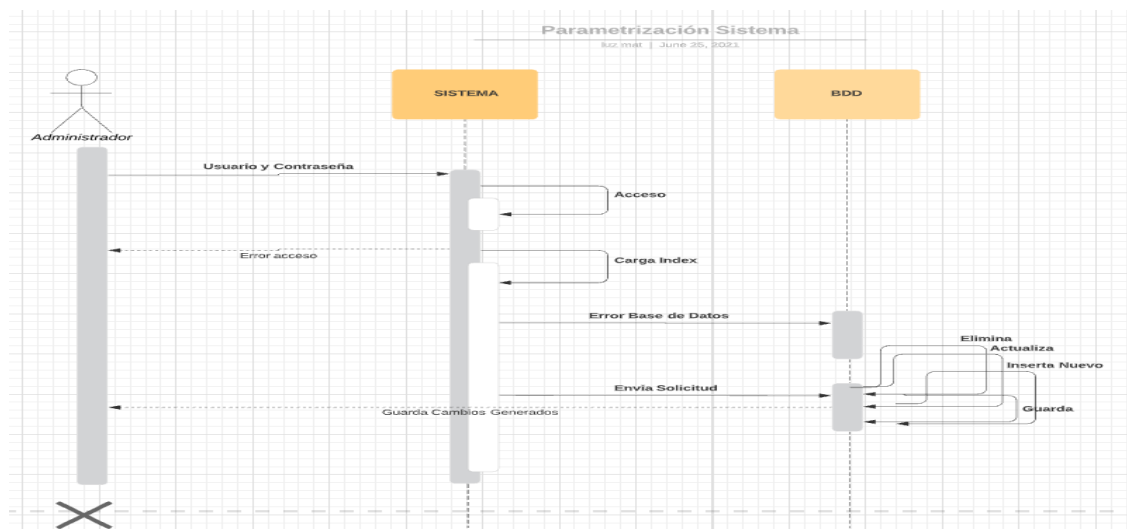 Parametrización Sistema
luz mat | June 25, 2021
SISTEMA
BDD
Administrador
Usuario y Contraseña
Acceso
Error acceso
Carga Index
Error Base de Datos
Elimina
Actualiza
Inserta Nuevo
Envía Solicitud
Guarda Cambios Generados
Guarda